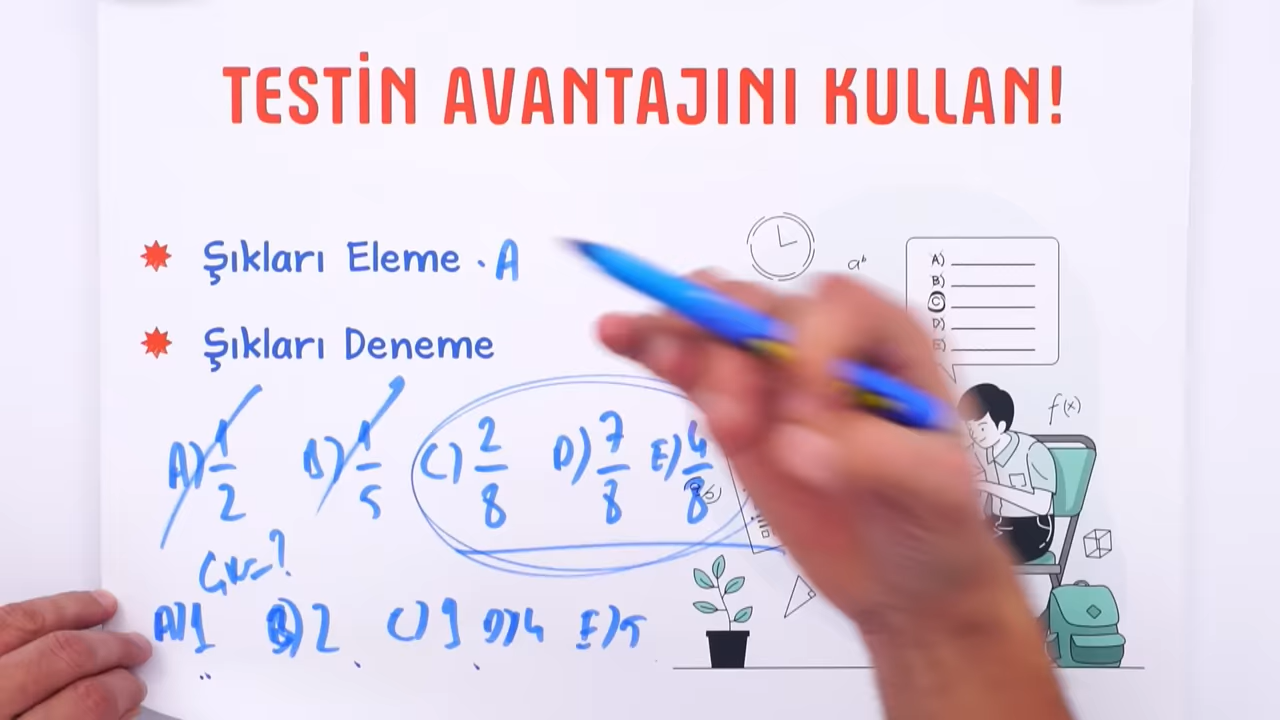 TESTİN AVANTAJINI KULLAN!
Şıkları Eleme . A
Şıkları Deneme
A) 1/2 B) 1/5 C) 2/8 D) 7/8 E) 4/8
A) 1 B) 2 C) 3 D) 4 E) 5
A)
B)
C)
D)
E)
aᵇ
f(x)